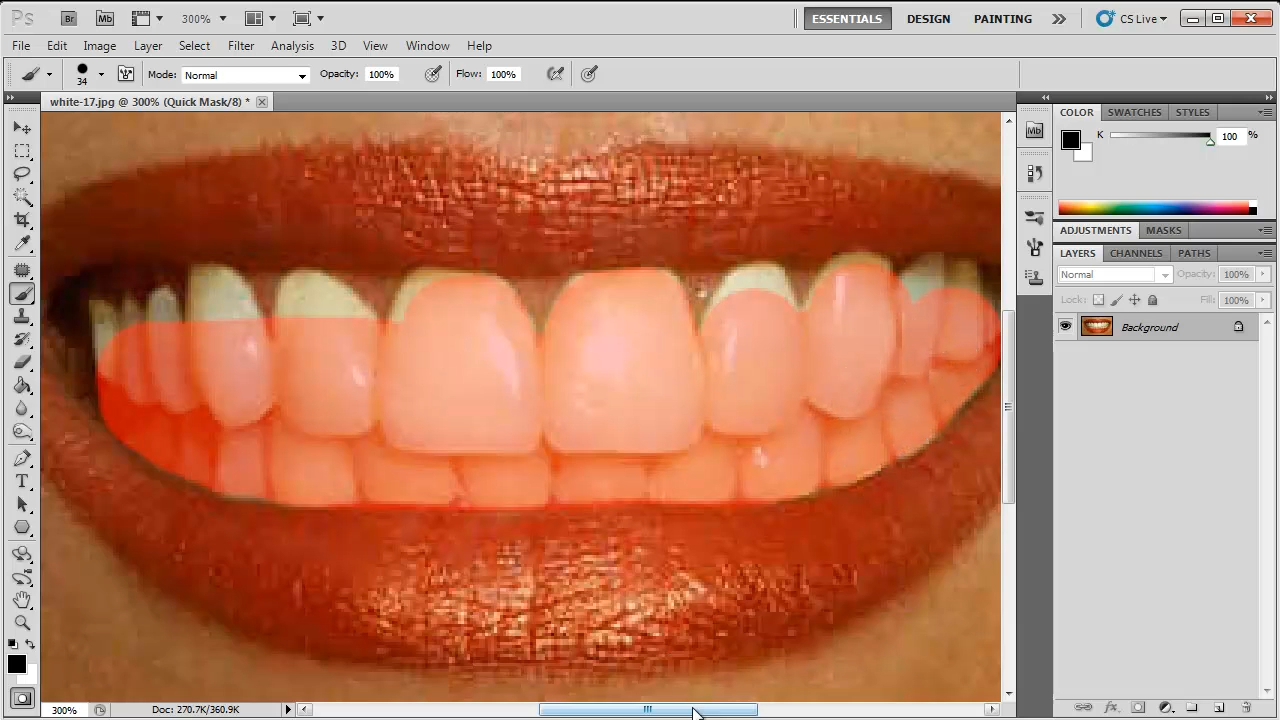 Ps Br Mb 300% ESSENTIALS DESIGN PAINTING CS Live
File Edit Image Layer Select Filter Analysis 3D View Window Help
34 Mode: Normal Opacity: 100% Flow: 100%
white-17.jpg @ 300% (Quick Mask/8) *
COLOR SWATCHES STYLES
Mb
K 100 %
ADJUSTMENTS MASKS
LAYERS CHANNELS PATHS
Normal Opacity: 100%
Lock: Fill: 100%
Background
T
fx
300% Doc: 270.7K/360.9K